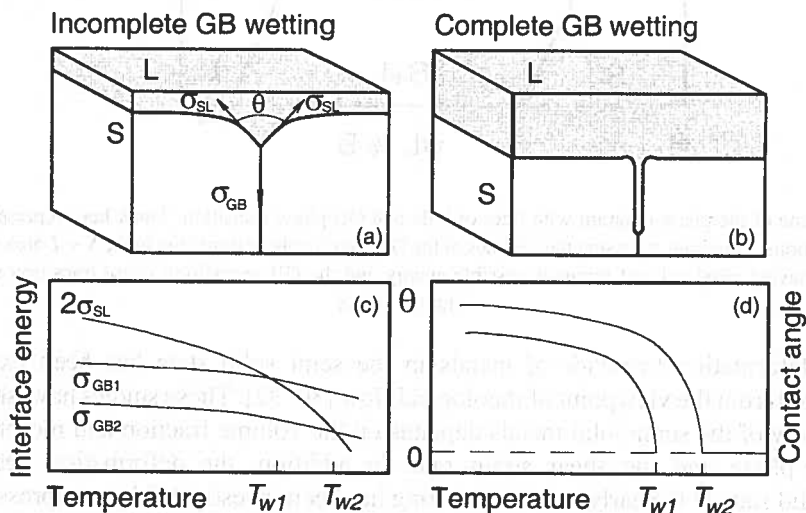 Incomplete GB wetting
Complete GB wetting
L
σSL θ σSL
S
σGB
(a)
L
S
(b)
Interface energy
2σSL
(c)
σGB1
σGB2
Temperature Tw1 Tw2
θ
(d)
Contact angle
0
Temperature Tw1 Tw2